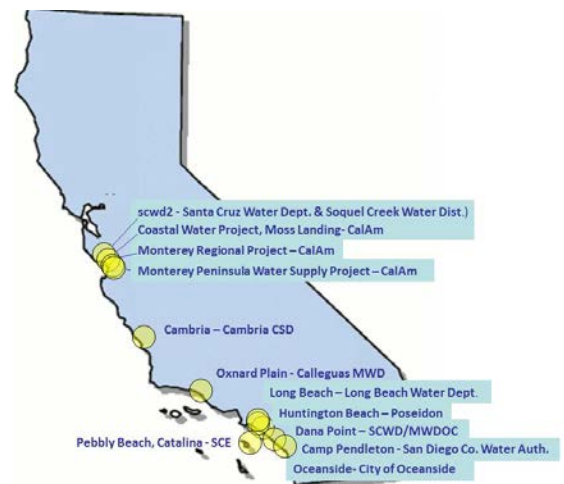 scwd2 - Santa Cruz Water Dept. & Soquel Creek Water Dist.)
Coastal Water Project, Moss Landing- CalAm
Monterey Regional Project – CalAm
Monterey Peninsula Water Supply Project – CalAm
Cambria – Cambria CSD
Oxnard Plain - Calleguas MWD
Long Beach – Long Beach Water Dept.
Huntington Beach – Poseidon
Dana Point – SCWD/MWDOC
Pebbly Beach, Catalina - SCE
Camp Pendleton - San Diego Co. Water Auth.
Oceanside- City of Oceanside